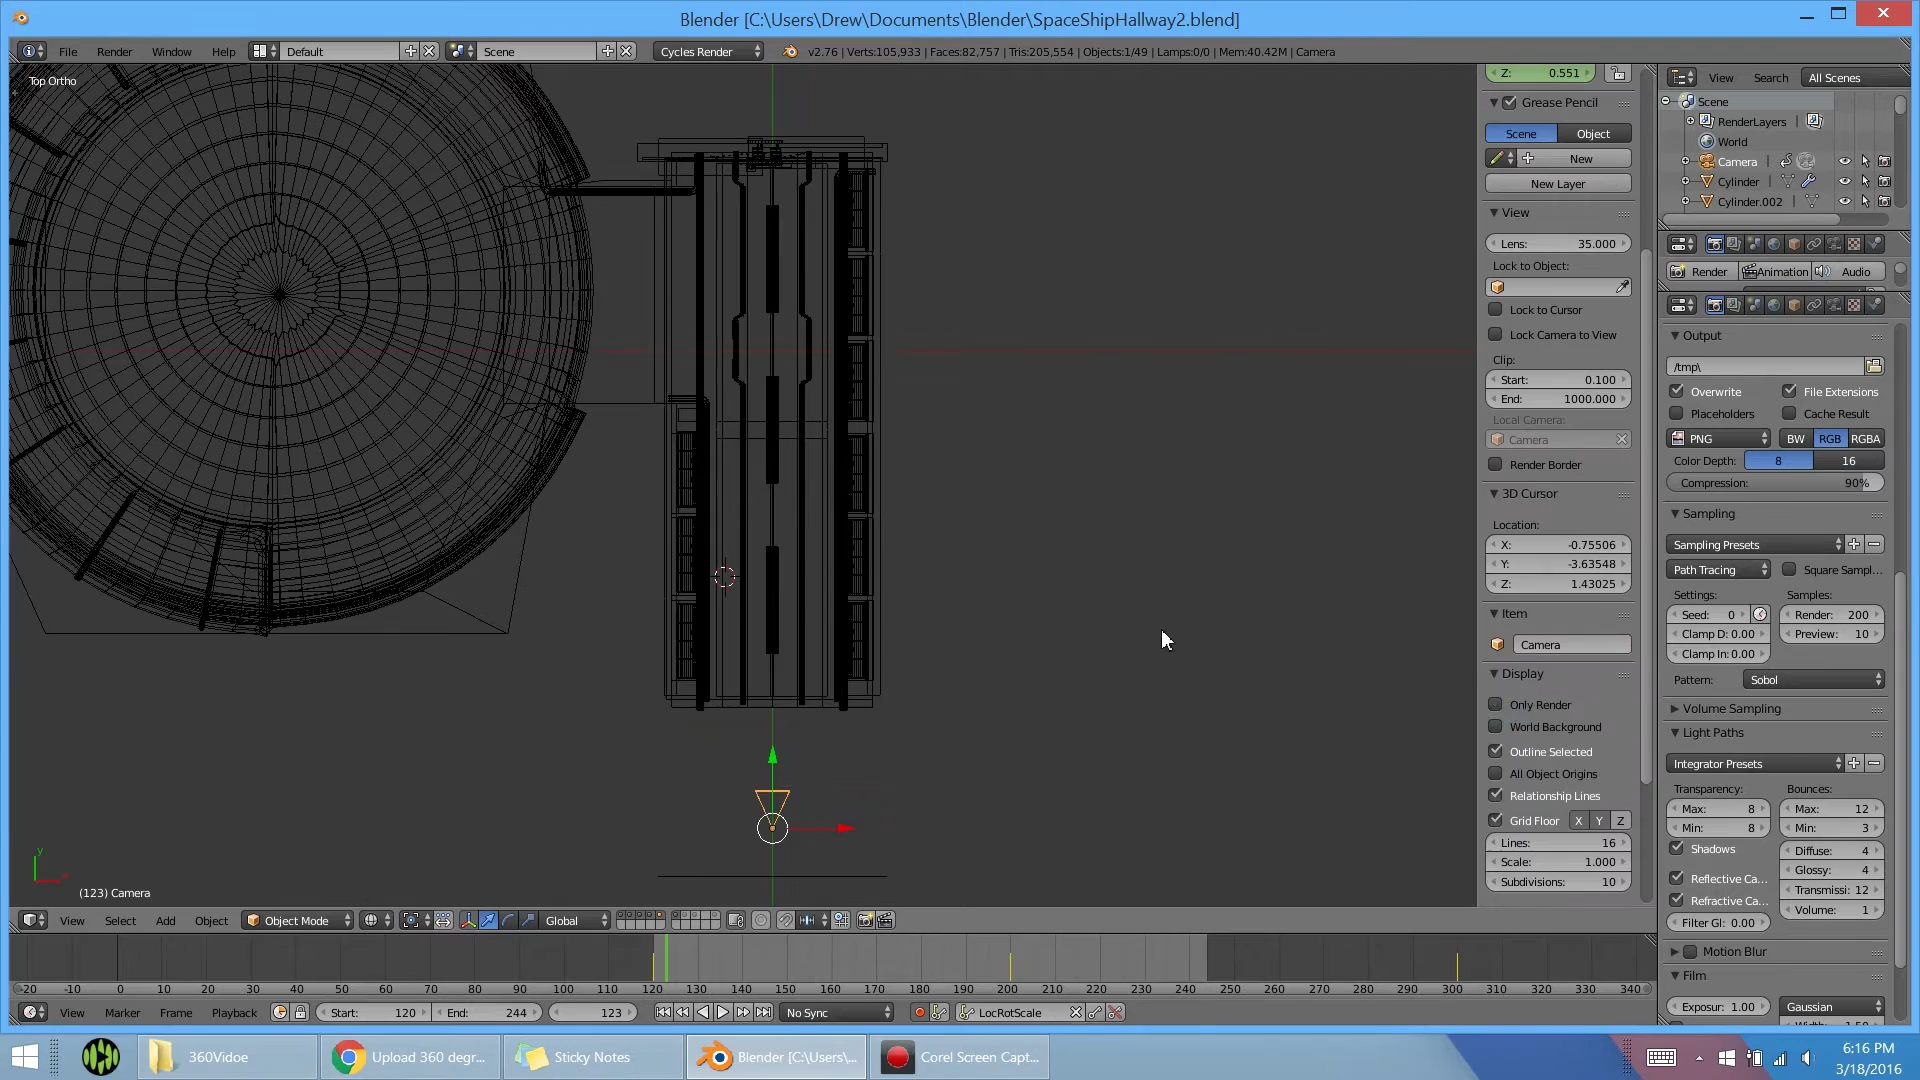 Blender [C:\Users\Drew\Documents\Blender\SpaceShipHallway2.blend]
File Render Window Help Default Scene Cycles Render v2.76 | Verts:105,933 | Faces:82,757 | Tris:205,554 | Objects:1/49 | Lamps:0/0 | Mem:40.42M | Camera
Top Ortho
y
(123) Camera
Z: 0.551
Grease Pencil
Scene Object
New
New Layer
View
Lens: 35.000
Lock to Object:
Lock to Cursor
Lock Camera to View
Clip:
Start: 0.100
End: 1000.000
Local Camera:
Camera
Render Border
3D Cursor
Location:
X: -0.75506
Y: -3.63548
Z: 1.43025
Item
Camera
Display
Only Render
World Background
Outline Selected
All Object Origins
Relationship Lines
Grid Floor X Y Z
Lines: 16
Scale: 1.000
Subdivisions: 10
View Search All Scenes
Scene
RenderLayers
World
Camera
Cylinder
Cylinder.002
Render Animation Audio
Output
/tmp\
Overwrite File Extensions
Placeholders Cache Result
PNG BW RGB RGBA
Color Depth: 8 16
Compression: 90%
Sampling
Sampling Presets
Path Tracing Square Sampl...
Settings: Samples:
Seed: 0 Render: 200
Clamp D: 0.00 Preview: 10
Clamp In: 0.00
Pattern: Sobol
Volume Sampling
Light Paths
Integrator Presets
Transparency: Bounces:
Max: 8 Max: 12
Min: 8 Min: 3
Shadows Diffuse: 4
Reflective Ca... Glossy: 4
Refractive Ca... Transmissi: 12
Filter Gl: 0.00 Volume: 1
Motion Blur
Film
Exposur: 1.00 Gaussian
View Select Add Object Object Mode Global
-20 -10 0 10 20 30 40 50 60 70 80 90 100 110 120 130 140 150 160 170 180 190 200 210 220 230 240 250 260 270 280 290 300 310 320 330 340
View Marker Frame Playback Start: 120 End: 244 123 No Sync LocRotScale
360Vidoe Upload 360 degr... Sticky Notes Blender [C:\Users\... Corel Screen Capt...
6:16 PM
3/18/2016